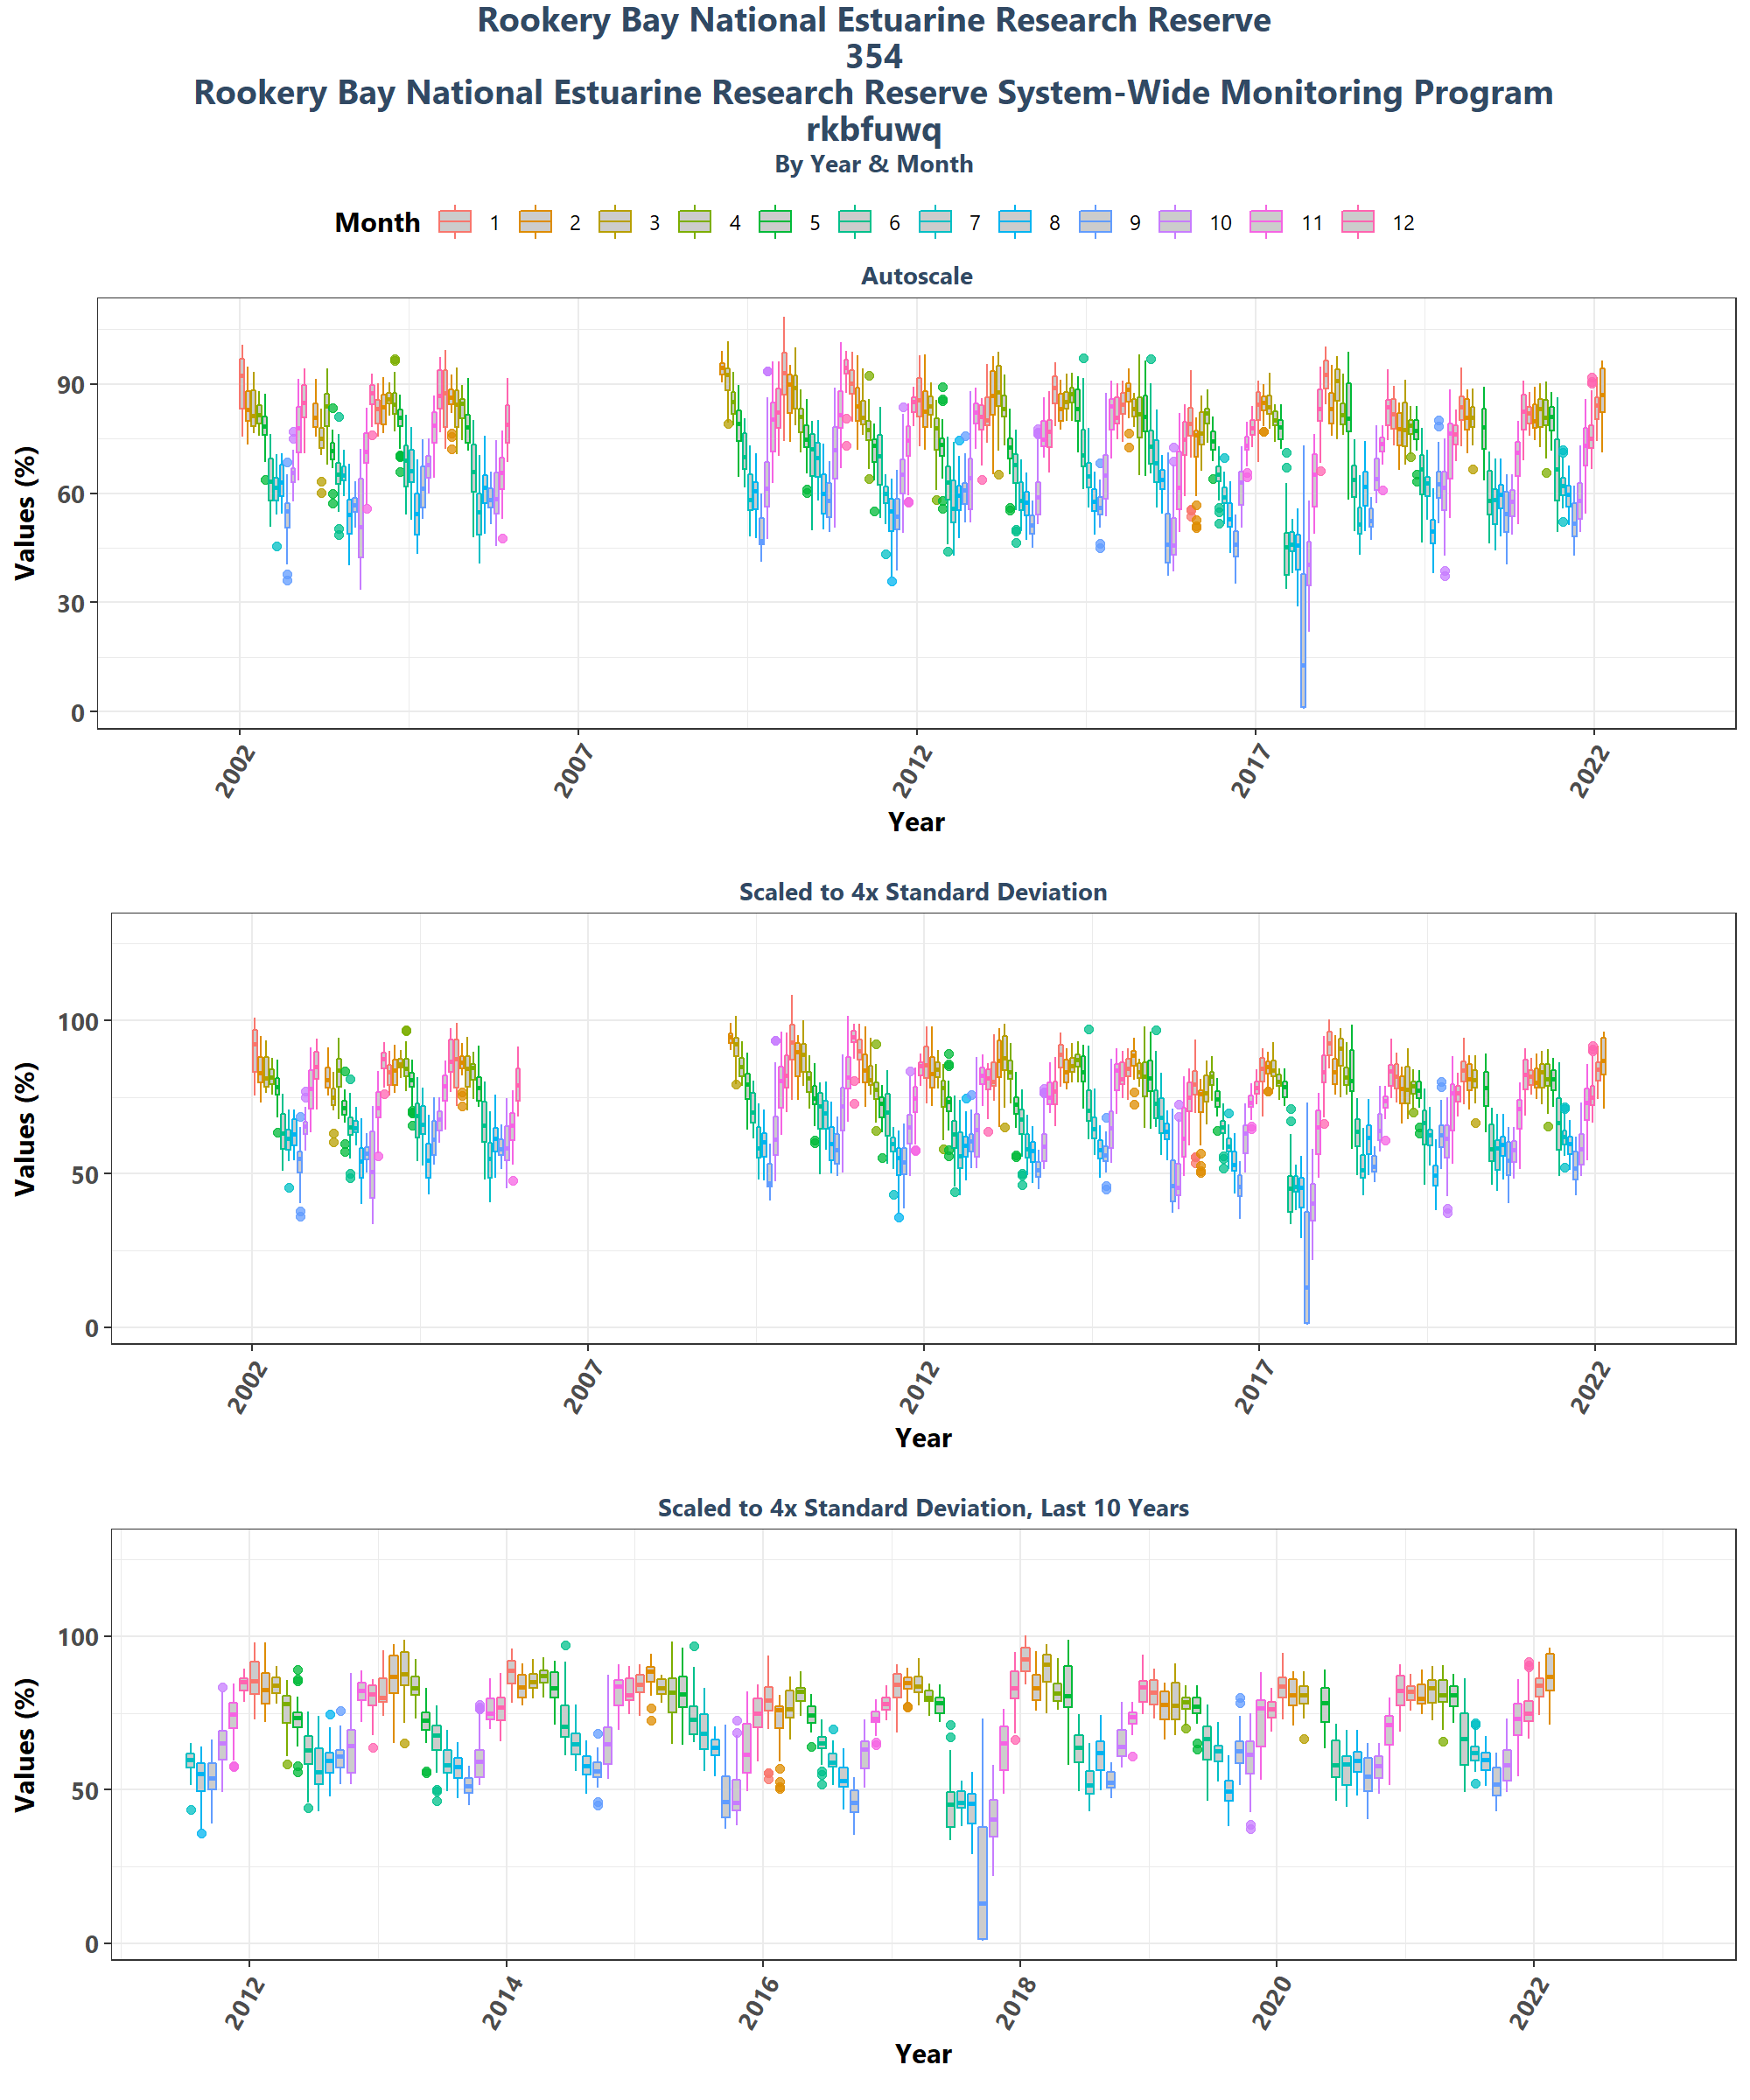 Rookery Bay National Estuarine Research Reserve
354
Rookery Bay National Estuarine Research Reserve System-Wide Monitoring Program
rkbfuwq
By Year & Month
Month 1 2 3 4 5 6 7 8 9 10 11 12
Autoscale
Values (%)
90
60
30
0
2002 2007 2012 2017 2022
Year
Scaled to 4x Standard Deviation
Values (%)
100
50
0
2002 2007 2012 2017 2022
Year
Scaled to 4x Standard Deviation, Last 10 Years
Values (%)
100
50
0
2012 2014 2016 2018 2020 2022
Year